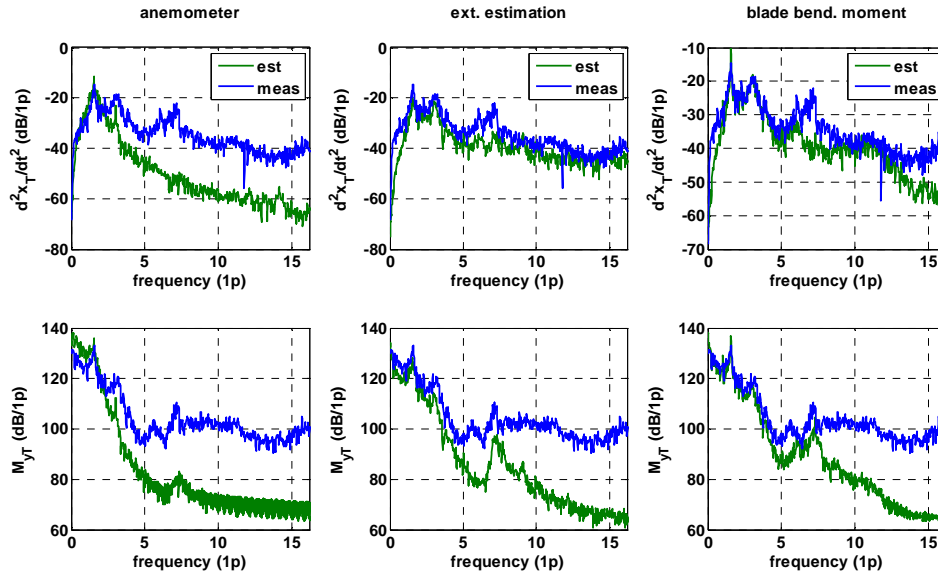 anemometer
ext. estimation
blade bend. moment
d²x_T/dt² (dB/1p)
0
-20
-40
-60
-80
est
meas
0
5
10
15
frequency (1p)
d²x_T/dt² (dB/1p)
0
-20
-40
-60
-80
est
meas
0
5
10
15
frequency (1p)
d²x_T/dt² (dB/1p)
-10
-20
-30
-40
-50
-60
-70
est
meas
0
5
10
15
frequency (1p)
M_yT (dB/1p)
140
120
100
80
60
0
5
10
15
frequency (1p)
M_yT (dB/1p)
140
120
100
80
60
0
5
10
15
frequency (1p)
M_yT (dB/1p)
140
120
100
80
60
0
5
10
15
frequency (1p)